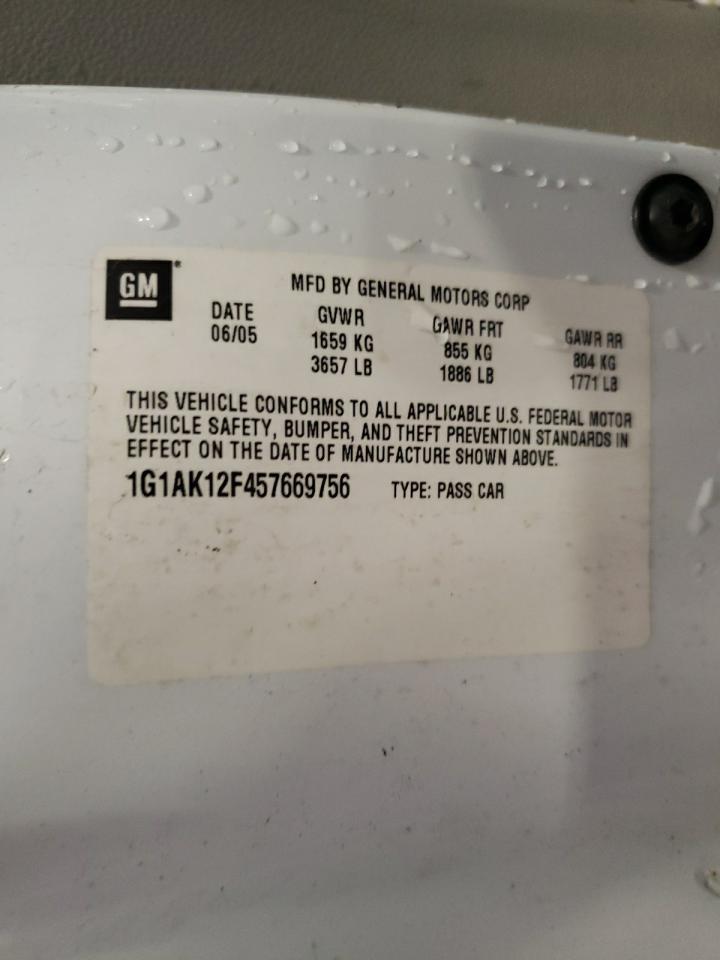 GM
MFD BY GENERAL MOTORS CORP
DATE GVWR GAWR FRT GAWR RR
06/05 1659 KG 855 KG 804 KG
3657 LB 1886 LB 1771 LB
THIS VEHICLE CONFORMS TO ALL APPLICABLE U.S. FEDERAL MOTOR
VEHICLE SAFETY, BUMPER, AND THEFT PREVENTION STANDARDS IN
EFFECT ON THE DATE OF MANUFACTURE SHOWN ABOVE.
1G1AK12F457669756 TYPE: PASS CAR